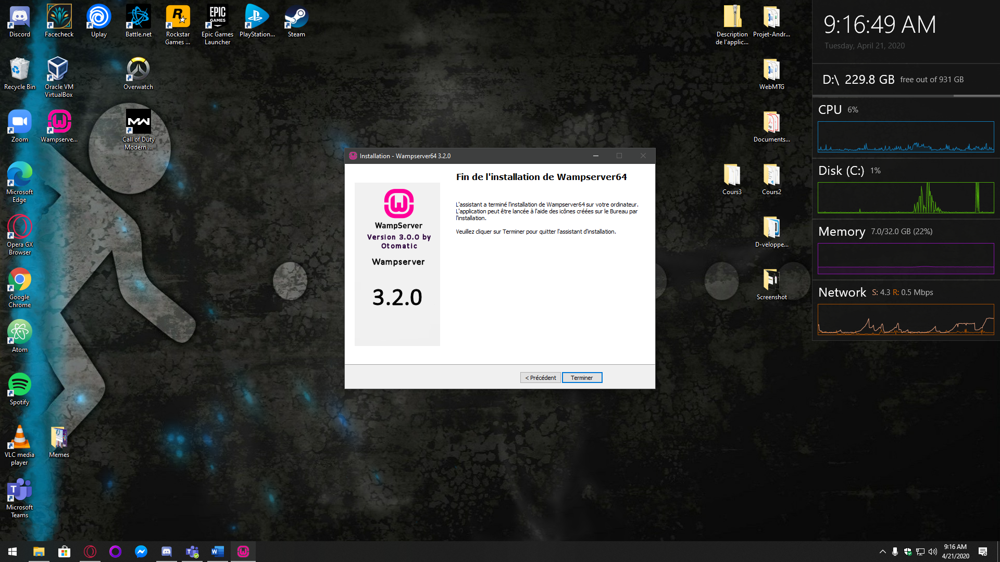 Discord
Facecheck
Uplay
Battle.net
Rockstar
Games ...
EPIC
GAMES
Epic Games
Launcher
PlayStation...
Steam
Description
de l'applic...
Projet-Andr...
Recycle Bin
Oracle VM
VirtualBox
Overwatch
WebMTG
Zoom
Wampserve...
MW
Call of Duty
Modern ...
Documents...
Microsoft
Edge
Cours3
Cours2
Opera GX
Browser
D-veloppe...
Google
Chrome
Screenshot
Atom
Spotify
VLC media
player
Memes
Microsoft
Teams
Installation - Wampserver64 3.2.0
Fin de l'installation de Wampserver64
L'assistant a terminé l'installation de Wampserver64 sur votre ordinateur.
L'application peut être lancée à l'aide des icônes créées sur le Bureau par
l'installation.
Veuillez cliquer sur Terminer pour quitter l'assistant d'installation.
WampServer
Version 3.0.0 by
Otomatic
Wampserver
3.2.0
< Précédent
Terminer
9:16:49 AM
Tuesday, April 21, 2020
D:\ 229.8 GB free out of 931 GB
CPU 6%
Disk (C:) 1%
Memory 7.0/32.0 GB (22%)
Network S: 4.3 R: 0.5 Mbps
9:16 AM
4/21/2020